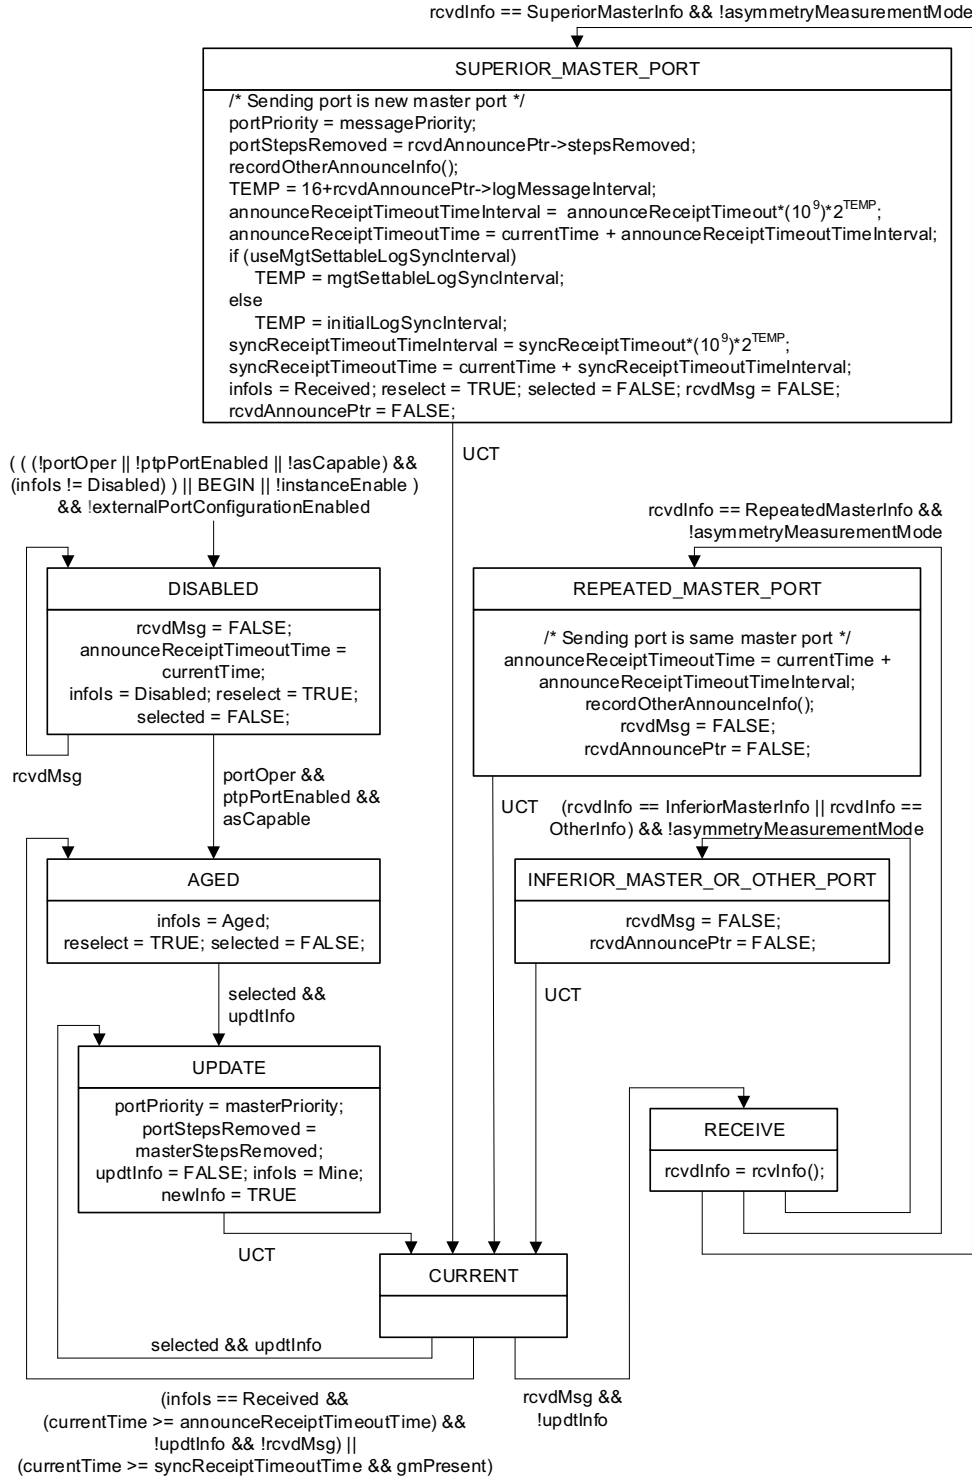 rcvdInfo == SuperiorMasterInfo && !asymmetryMeasurementMode
SUPERIOR_MASTER_PORT
/* Sending port is new master port */
portPriority = messagePriority;
portStepsRemoved = rcvdAnnouncePtr->stepsRemoved;
recordOtherAnnounceInfo();
TEMP = 16+rcvdAnnouncePtr->logMessageInterval;
announceReceiptTimeoutTimeInterval = announceReceiptTimeout*(10^9)*2^TEMP;
announceReceiptTimeoutTime = currentTime + announceReceiptTimeoutTimeInterval;
if (useMgtSettableLogSyncInterval)
TEMP = mgtSettableLogSyncInterval;
else
TEMP = initialLogSyncInterval;
syncReceiptTimeoutTimeInterval = syncReceiptTimeout*(10^9)*2^TEMP;
syncReceiptTimeoutTime = currentTime + syncReceiptTimeoutTimeInterval;
infoIs = Received; reselect = TRUE; selected = FALSE; rcvdMsg = FALSE;
rcvdAnnouncePtr = FALSE;
UCT
( ( (!portOper || !ptpPortEnabled || !asCapable) &&
(infoIs != Disabled) ) || BEGIN || !instanceEnable )
&& !externalPortConfigurationEnabled
DISABLED
rcvdMsg = FALSE;
announceReceiptTimeoutTime =
currentTime;
infoIs = Disabled; reselect = TRUE;
selected = FALSE;
rcvdMsg
portOper &&
ptpPortEnabled &&
asCapable
rcvdInfo == RepeatedMasterInfo &&
!asymmetryMeasurementMode
REPEATED_MASTER_PORT
/* Sending port is same master port */
announceReceiptTimeoutTime = currentTime +
announceReceiptTimeoutTimeInterval;
recordOtherAnnounceInfo();
rcvdMsg = FALSE;
rcvdAnnouncePtr = FALSE;
UCT
(rcvdInfo == InferiorMasterInfo || rcvdInfo ==
OtherInfo) && !asymmetryMeasurementMode
INFERIOR_MASTER_OR_OTHER_PORT
rcvdMsg = FALSE;
rcvdAnnouncePtr = FALSE;
UCT
AGED
infoIs = Aged;
reselect = TRUE; selected = FALSE;
selected &&
updtInfo
UPDATE
portPriority = masterPriority;
portStepsRemoved =
masterStepsRemoved;
updtInfo = FALSE; infoIs = Mine;
newInfo = TRUE
UCT
RECEIVE
rcvdInfo = rcvInfo();
CURRENT
selected && updtInfo
(infoIs == Received &&
(currentTime >= announceReceiptTimeoutTime) &&
!updtInfo && !rcvdMsg) ||
(currentTime >= syncReceiptTimeoutTime && gmPresent)
rcvdMsg &&
!updtInfo